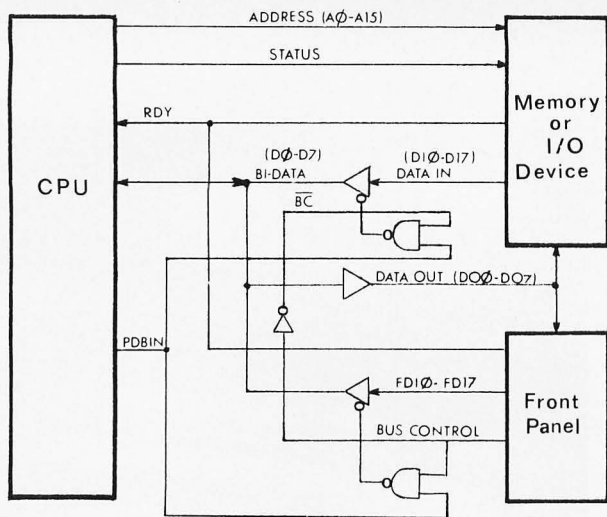 ADDRESS (AØ-A15)
STATUS
RDY
Memory
or
I/O
Device
CPU
(DØ-D7)
BI-DATA
(DIØ-DI7)
DATA IN
BC
DATA OUT (DOØ-DO7)
PDBIN
FDIØ-FDI7
BUS CONTROL
Front
Panel